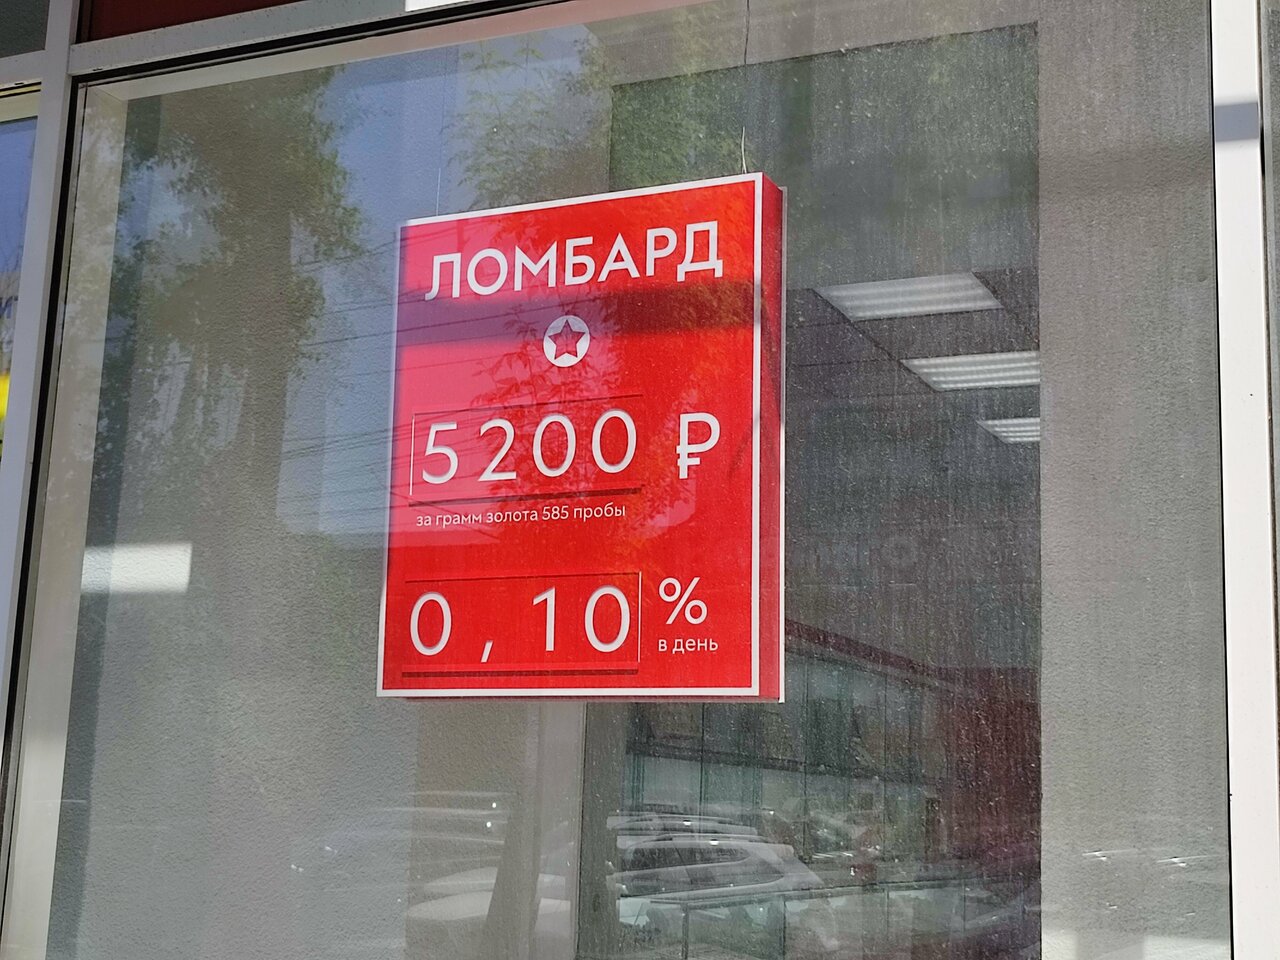 ЛОМБАРД
5200 ₽
за грамм золота 585 пробы
0,10 %
в день